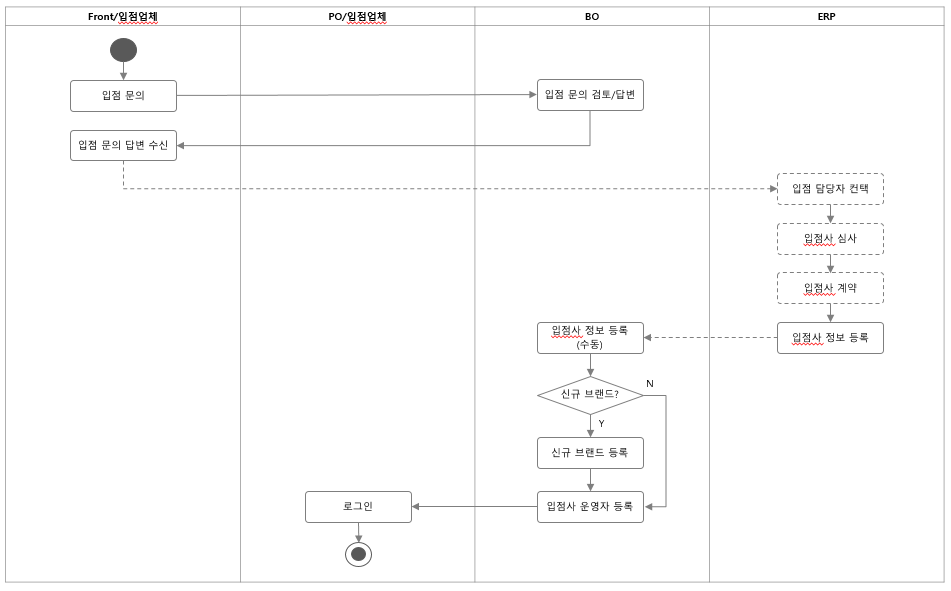 Front/입점업체
PO/입점업체
BO
ERP
입점 문의
입점 문의 검토/답변
입점 문의 답변 수신
입점 담당자 컨택
입점사 심사
입점사 계약
입점사 정보 등록
(수동)
입점사 정보 등록
신규 브랜드?
N
Y
신규 브랜드 등록
로그인
입점사 운영자 등록